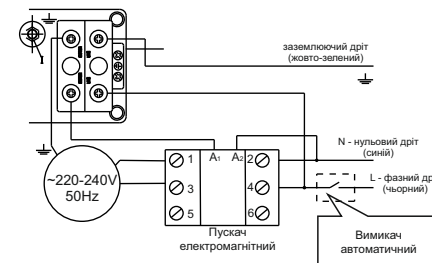 заземлюючий дріт
(жовто-зелений)
N - нульовий дріт
(синій)
L - фазний дріт
(чорний)
1 A1 A2 2
3 4
5 6
~220-240V
50Hz
Пускач
електромагнітний
Вимикач
автоматичний